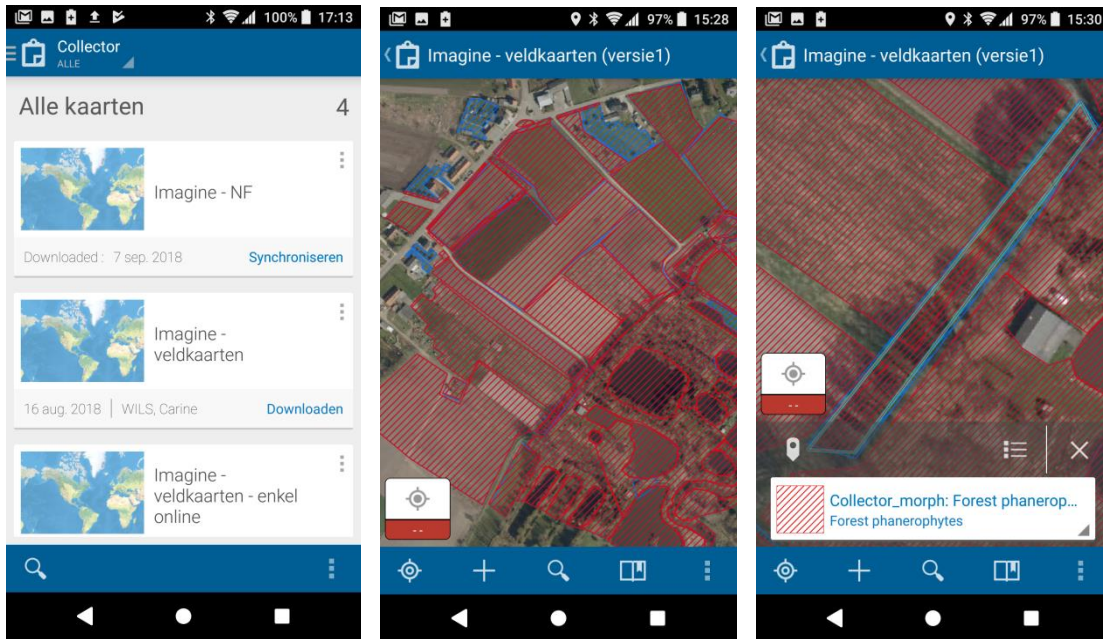 100% 17:13
Collector
ALLE
Alle kaarten 4
Imagine - NF
Downloaded : 7 sep. 2018 Synchroniseren
Imagine -
veldkaarten
16 aug. 2018 | WILS, Carine Downloaden
Imagine -
veldkaarten - enkel
online
97% 15:28
Imagine - veldkaarten (versie1)
--
97% 15:30
Imagine - veldkaarten (versie1)
--
Collector_morph: Forest phanerop...
Forest phanerophytes